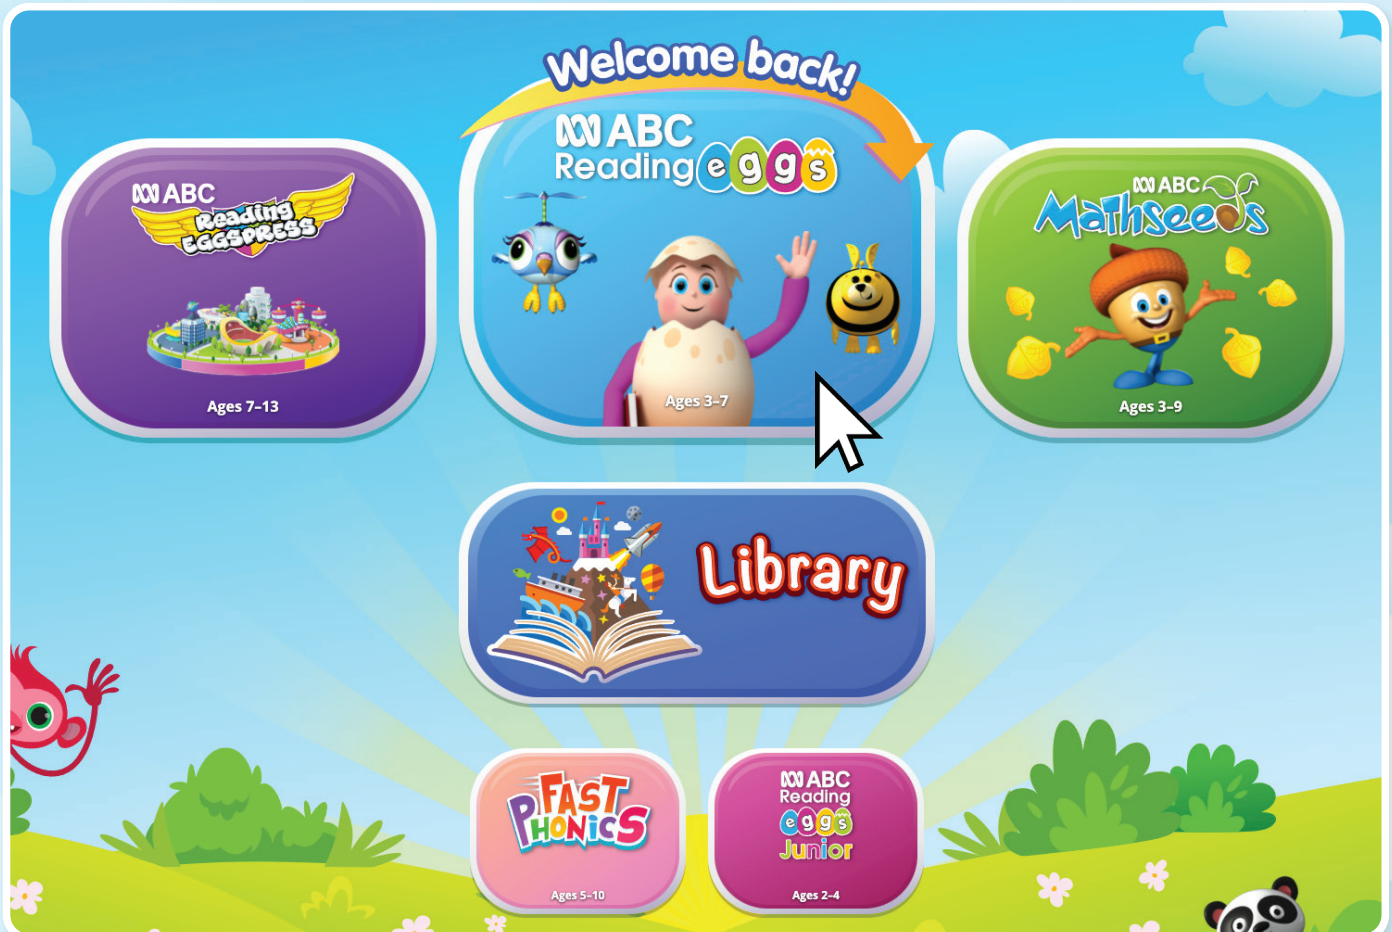 Welcome back!
ABC
Reading eggs
Ages 3–7
ABC
Reading
EGGSPRESS
Ages 7–13
ABC
Mathseeds
Ages 3–9
Library
FAST
PHONICS
Ages 5–10
ABC
Reading
eggs
Junior
Ages 2–4